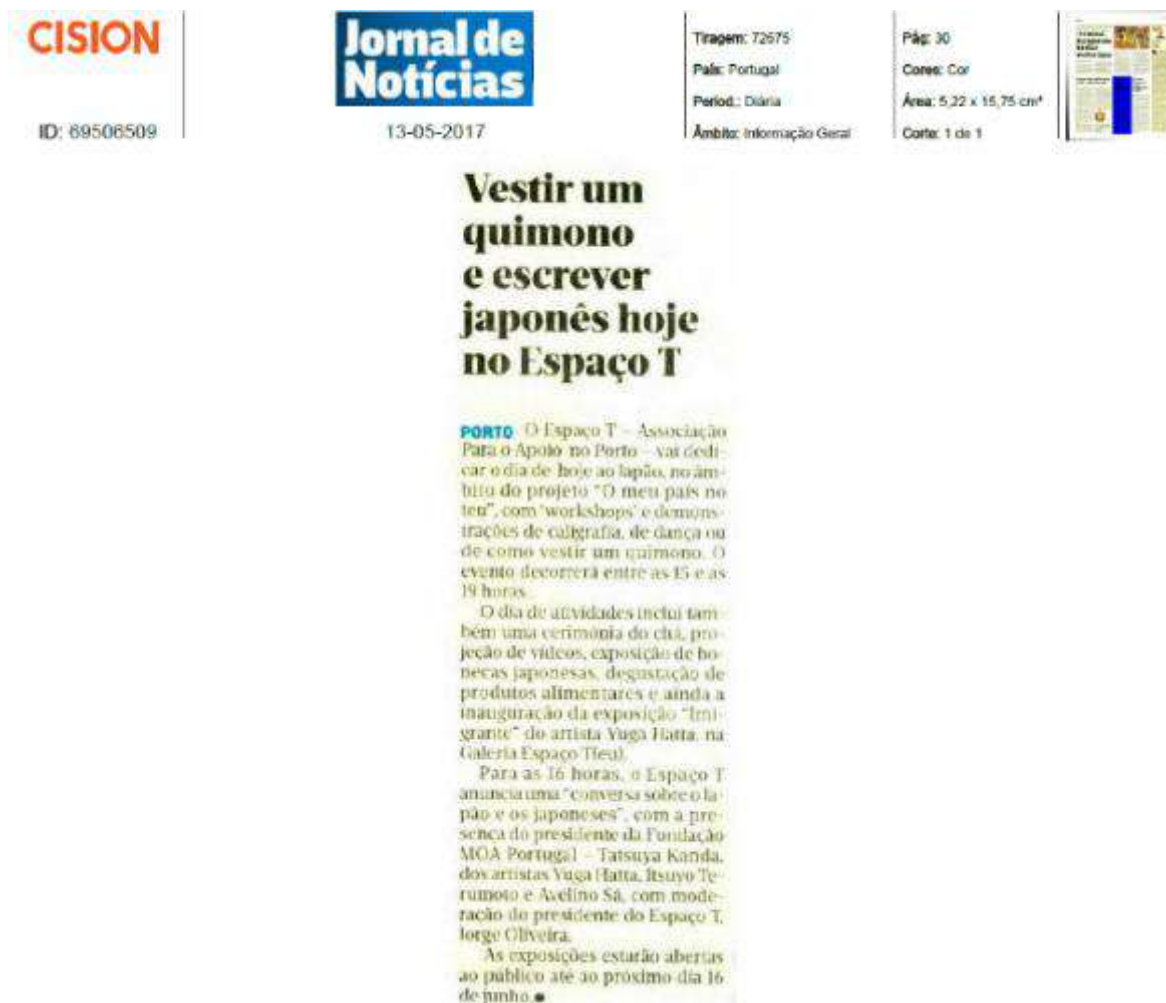 CISION
ID: 69506509
Jornal de
Notícias
13-05-2017
Tiragem: 72675
País: Portugal
Period.: Diária
Âmbito: Informação Geral
Pág: 30
Cores: Cor
Área: 5,22 x 15,75 cm²
Corte: 1 de 1
Vestir um
quimono
e escrever
japonês hoje
no Espaço T
PORTO O Espaço T – Associação
Para o Apoio no Porto – vai dedi-
car o dia de hoje ao Japão, no âm-
bito do projeto "O meu país no
teu", com 'workshops' e demons-
trações de caligrafia, de dança ou
de como vestir um quimono. O
evento decorrerá entre as 15 e as
19 horas.
O dia de atividades inclui tam-
bém uma cerimónia do chá, pro-
jeção de vídeos, exposição de bo-
necas japonesas, degustação de
produtos alimentares e ainda a
inauguração da exposição "Imi-
grante" do artista Yuga Hatta, na
Galeria Espaço
Para as 16 horas, o Espaço T
anuncia uma "conversa sobre o Ja-
pão e os japoneses", com a pre-
sença do presidente da Fundação
MOA Portugal – Tatsuya Kanda,
dos artistas Yuga Hatta, Itsuyo Te-
rumoto e Avelino Sá, com mode-
ração do presidente do Espaço T,
Jorge Oliveira.
As exposições estarão abertas
ao público até ao próximo dia 16
de junho.